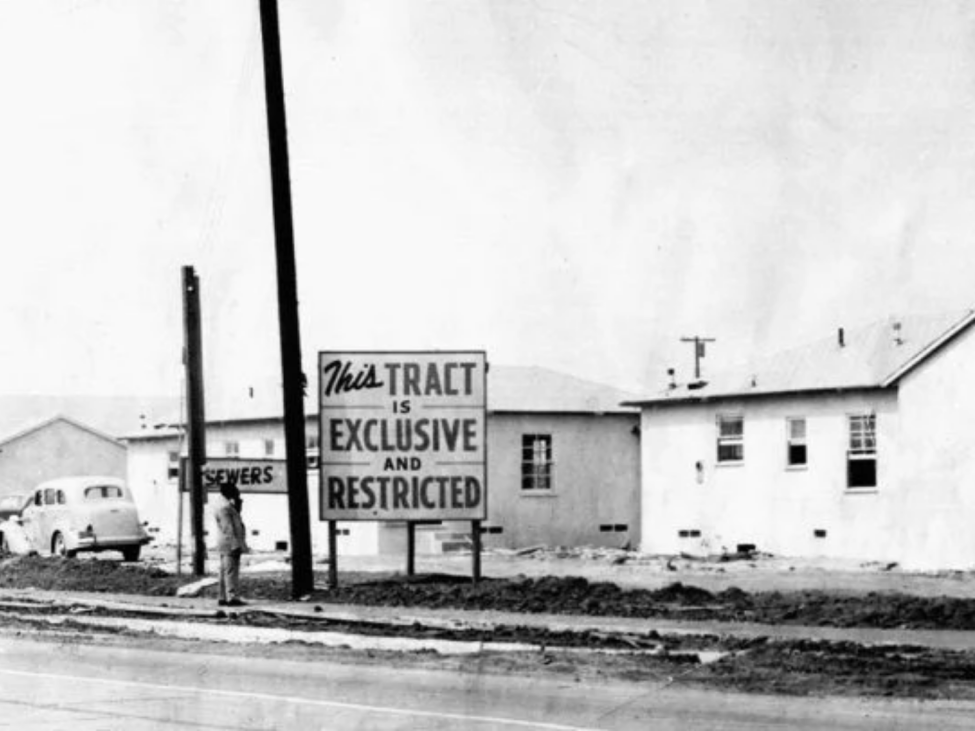 This TRACT
IS
EXCLUSIVE
AND
RESTRICTED
SEWERS